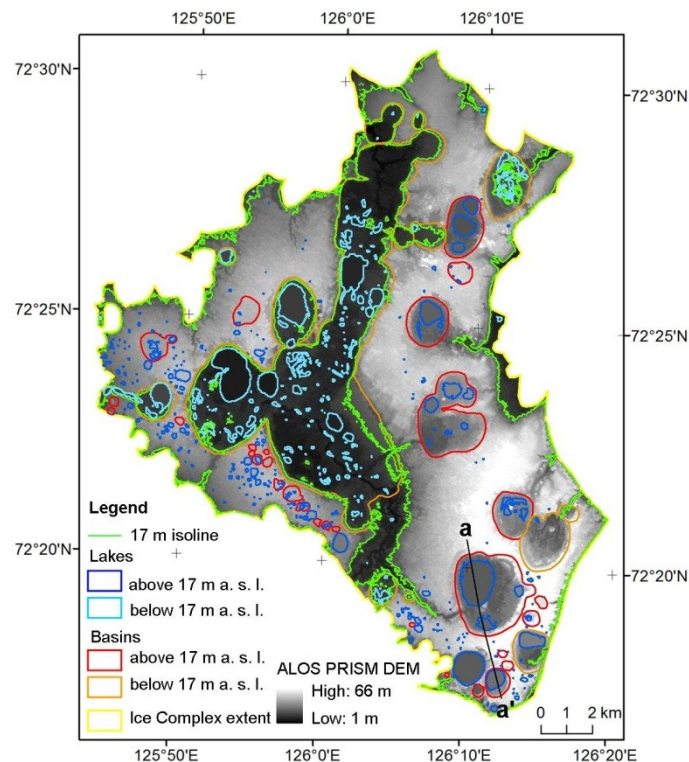 125°50'E 126°0'E 126°10'E
72°30'N
72°30'N
72°25'N
72°25'N
72°20'N
72°20'N
a
a'
Legend
17 m isoline
Lakes
above 17 m a. s. l.
below 17 m a. s. l.
Basins
above 17 m a. s. l.
below 17 m a. s. l.
Ice Complex extent
ALOS PRISM DEM
High: 66 m
Low: 1 m
0 1 2 km
125°50'E 126°0'E 126°10'E 126°20'E